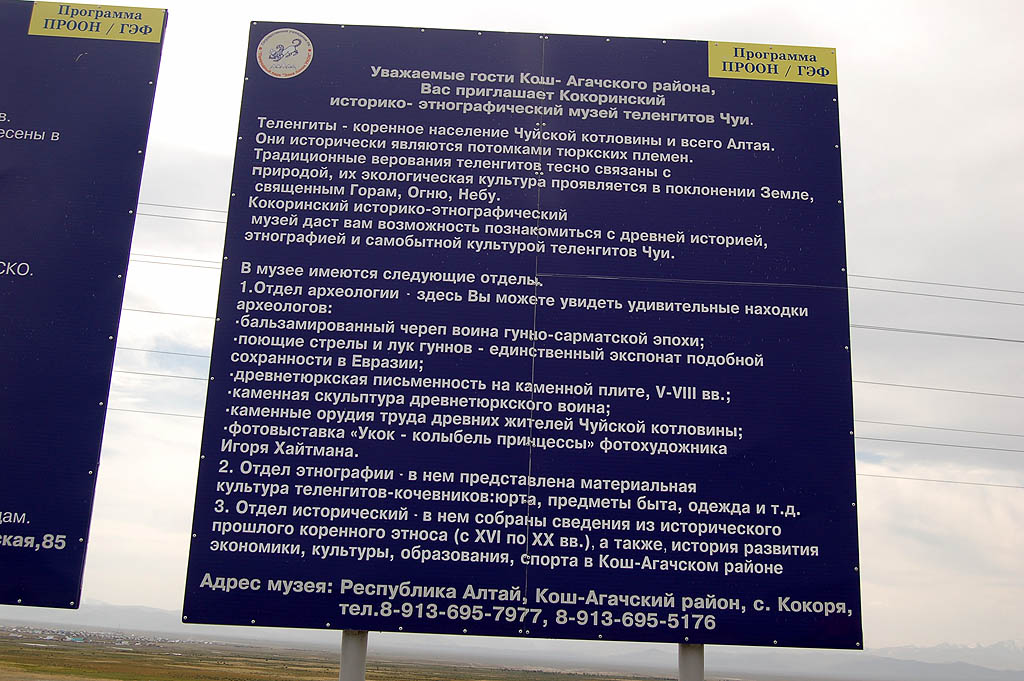 Программа
ПРООН / ГЭФ
в.
есены в
СКО.
дам.
ская,85
Программа
ПРООН / ГЭФ
Уважаемые гости Кош- Агачского района,
Вас приглашает Кокоринский
историко- этнографический музей теленгитов Чуи.
Теленгиты - коренное население Чуйской котловины и всего Алтая.
Они исторически являются потомками тюркских племен.
Традиционные верования теленгитов тесно связаны с
природой, их экологическая культура проявляется в поклонении Земле,
священным Горам, Огню, Небу.
Кокоринский историко-этнографический
музей даст вам возможность познакомиться с древней историей,
этнографией и самобытной культурой теленгитов Чуи.
В музее имеются следующие отделы.
1.Отдел археологии - здесь Вы можете увидеть удивительные находки
археологов:
·бальзамированный череп воина гунно-сарматской эпохи;
·поющие стрелы и лук гуннов - единственный экспонат подобной
сохранности в Евразии;
·древнетюркская письменность на каменной плите, V-VIII вв.;
·каменная скульптура древнетюркского воина;
·каменные орудия труда древних жителей Чуйской котловины;
·фотовыставка «Укок - колыбель принцессы» фотохудожника
Игоря Хайтмана.
2. Отдел этнографии - в нем представлена материальная
культура теленгитов-кочевников:юрта, предметы быта, одежда и т.д.
3. Отдел исторический - в нем собраны сведения из исторического
прошлого коренного этноса (с XVI по XX вв.), а также, история развития
экономики, культуры, образования, спорта в Кош-Агачском районе
Адрес музея: Республика Алтай, Кош-Агачский район, с. Кокоря,
тел.8-913-695-7977, 8-913-695-5176